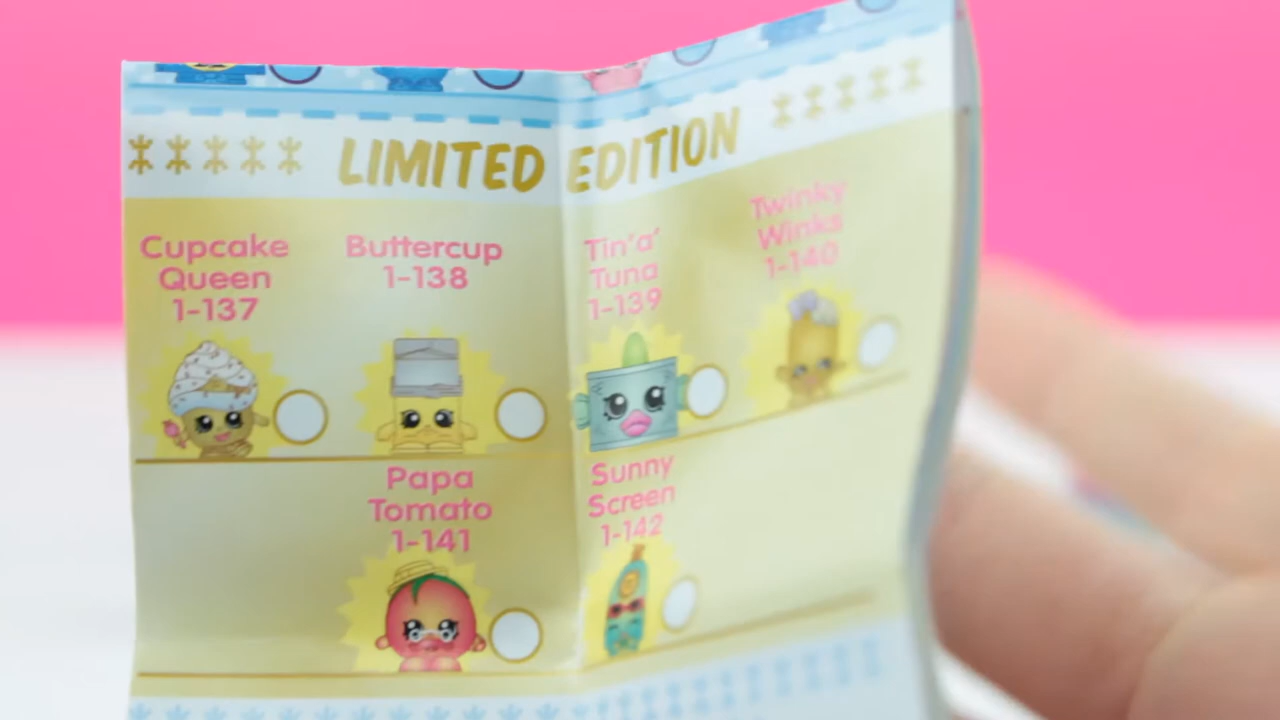 LIMITED EDITION
Cupcake
Queen
1-137
Buttercup
1-138
Tin'a'
Tuna
1-139
Twinky
Winks
1-140
Papa
Tomato
1-141
Sunny
Screen
1-142